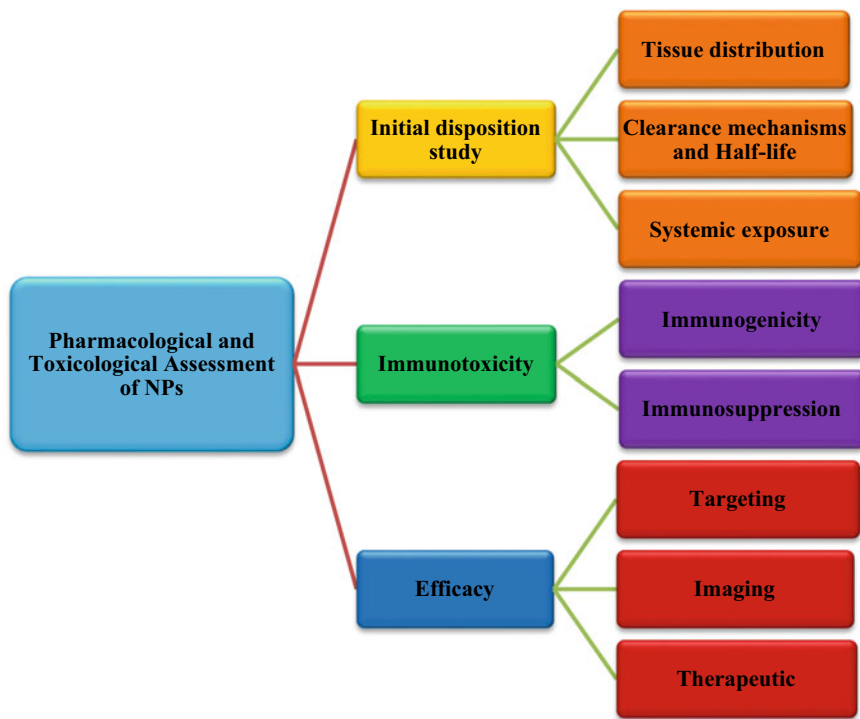 Pharmacological and
Toxicological Assessment
of NPs
Initial disposition
study
Tissue distribution
Clearance mechanisms
and Half-life
Systemic exposure
Immunotoxicity
Immunogenicity
Immunosuppression
Efficacy
Targeting
Imaging
Therapeutic